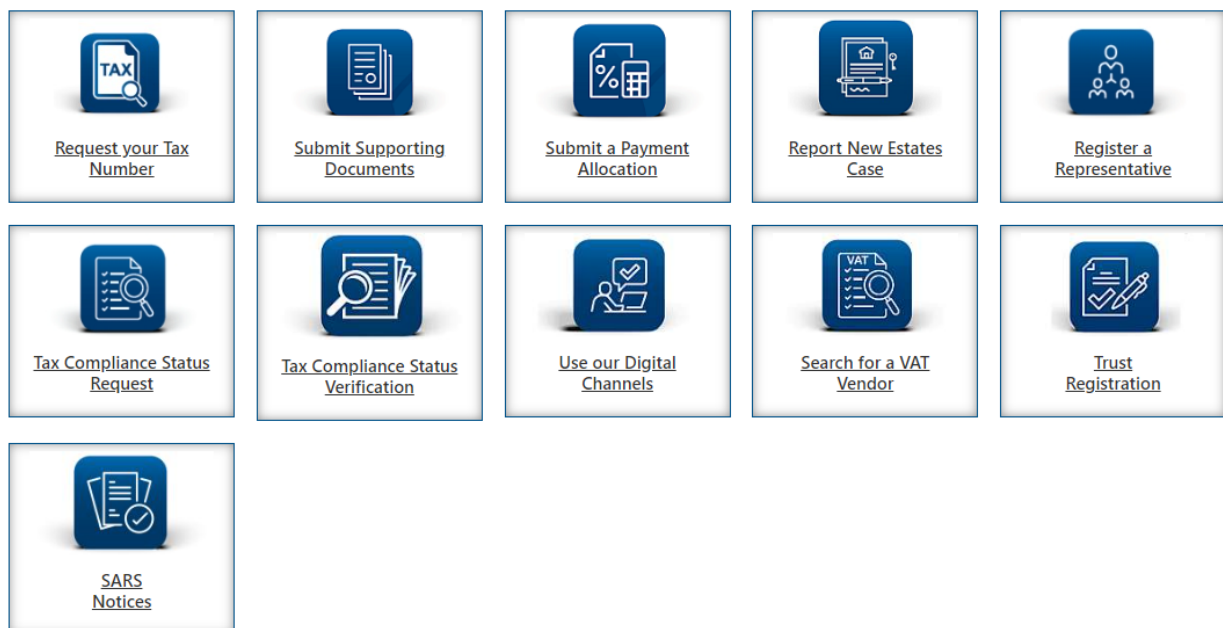 TAX
Request your Tax
Number
Submit Supporting
Documents
%
Submit a Payment
Allocation
Report New Estates
Case
Register a
Representative
Tax Compliance Status
Request
Tax Compliance Status
Verification
Use our Digital
Channels
VAT
Search for a VAT
Vendor
Trust
Registration
SARS
Notices